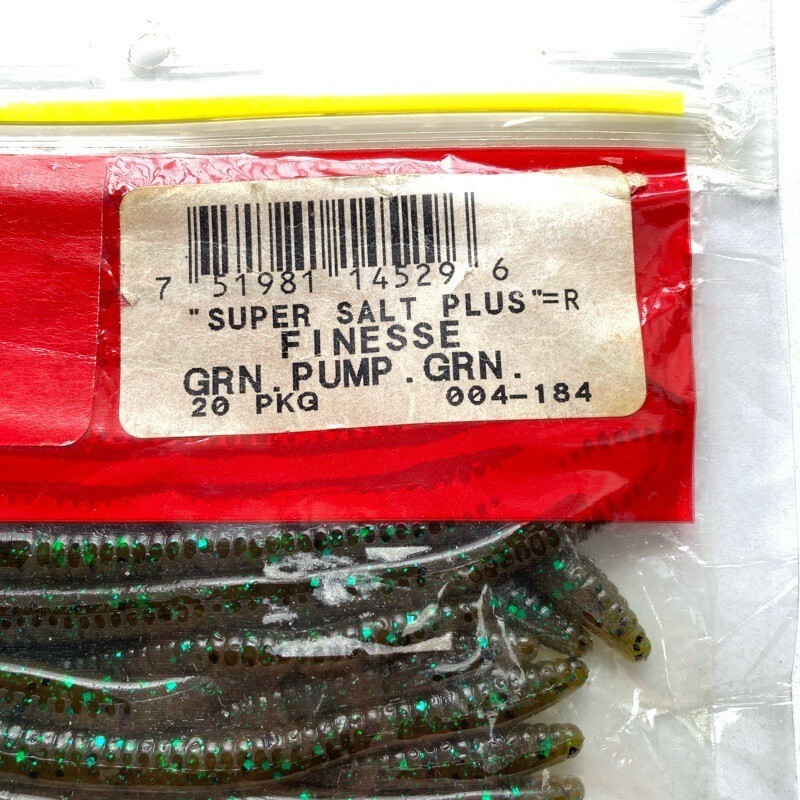 7 51981 14529 6
"SUPER SALT PLUS"=R
FINESSE
GRN.PUMP.GRN.
20 PKG 004-184